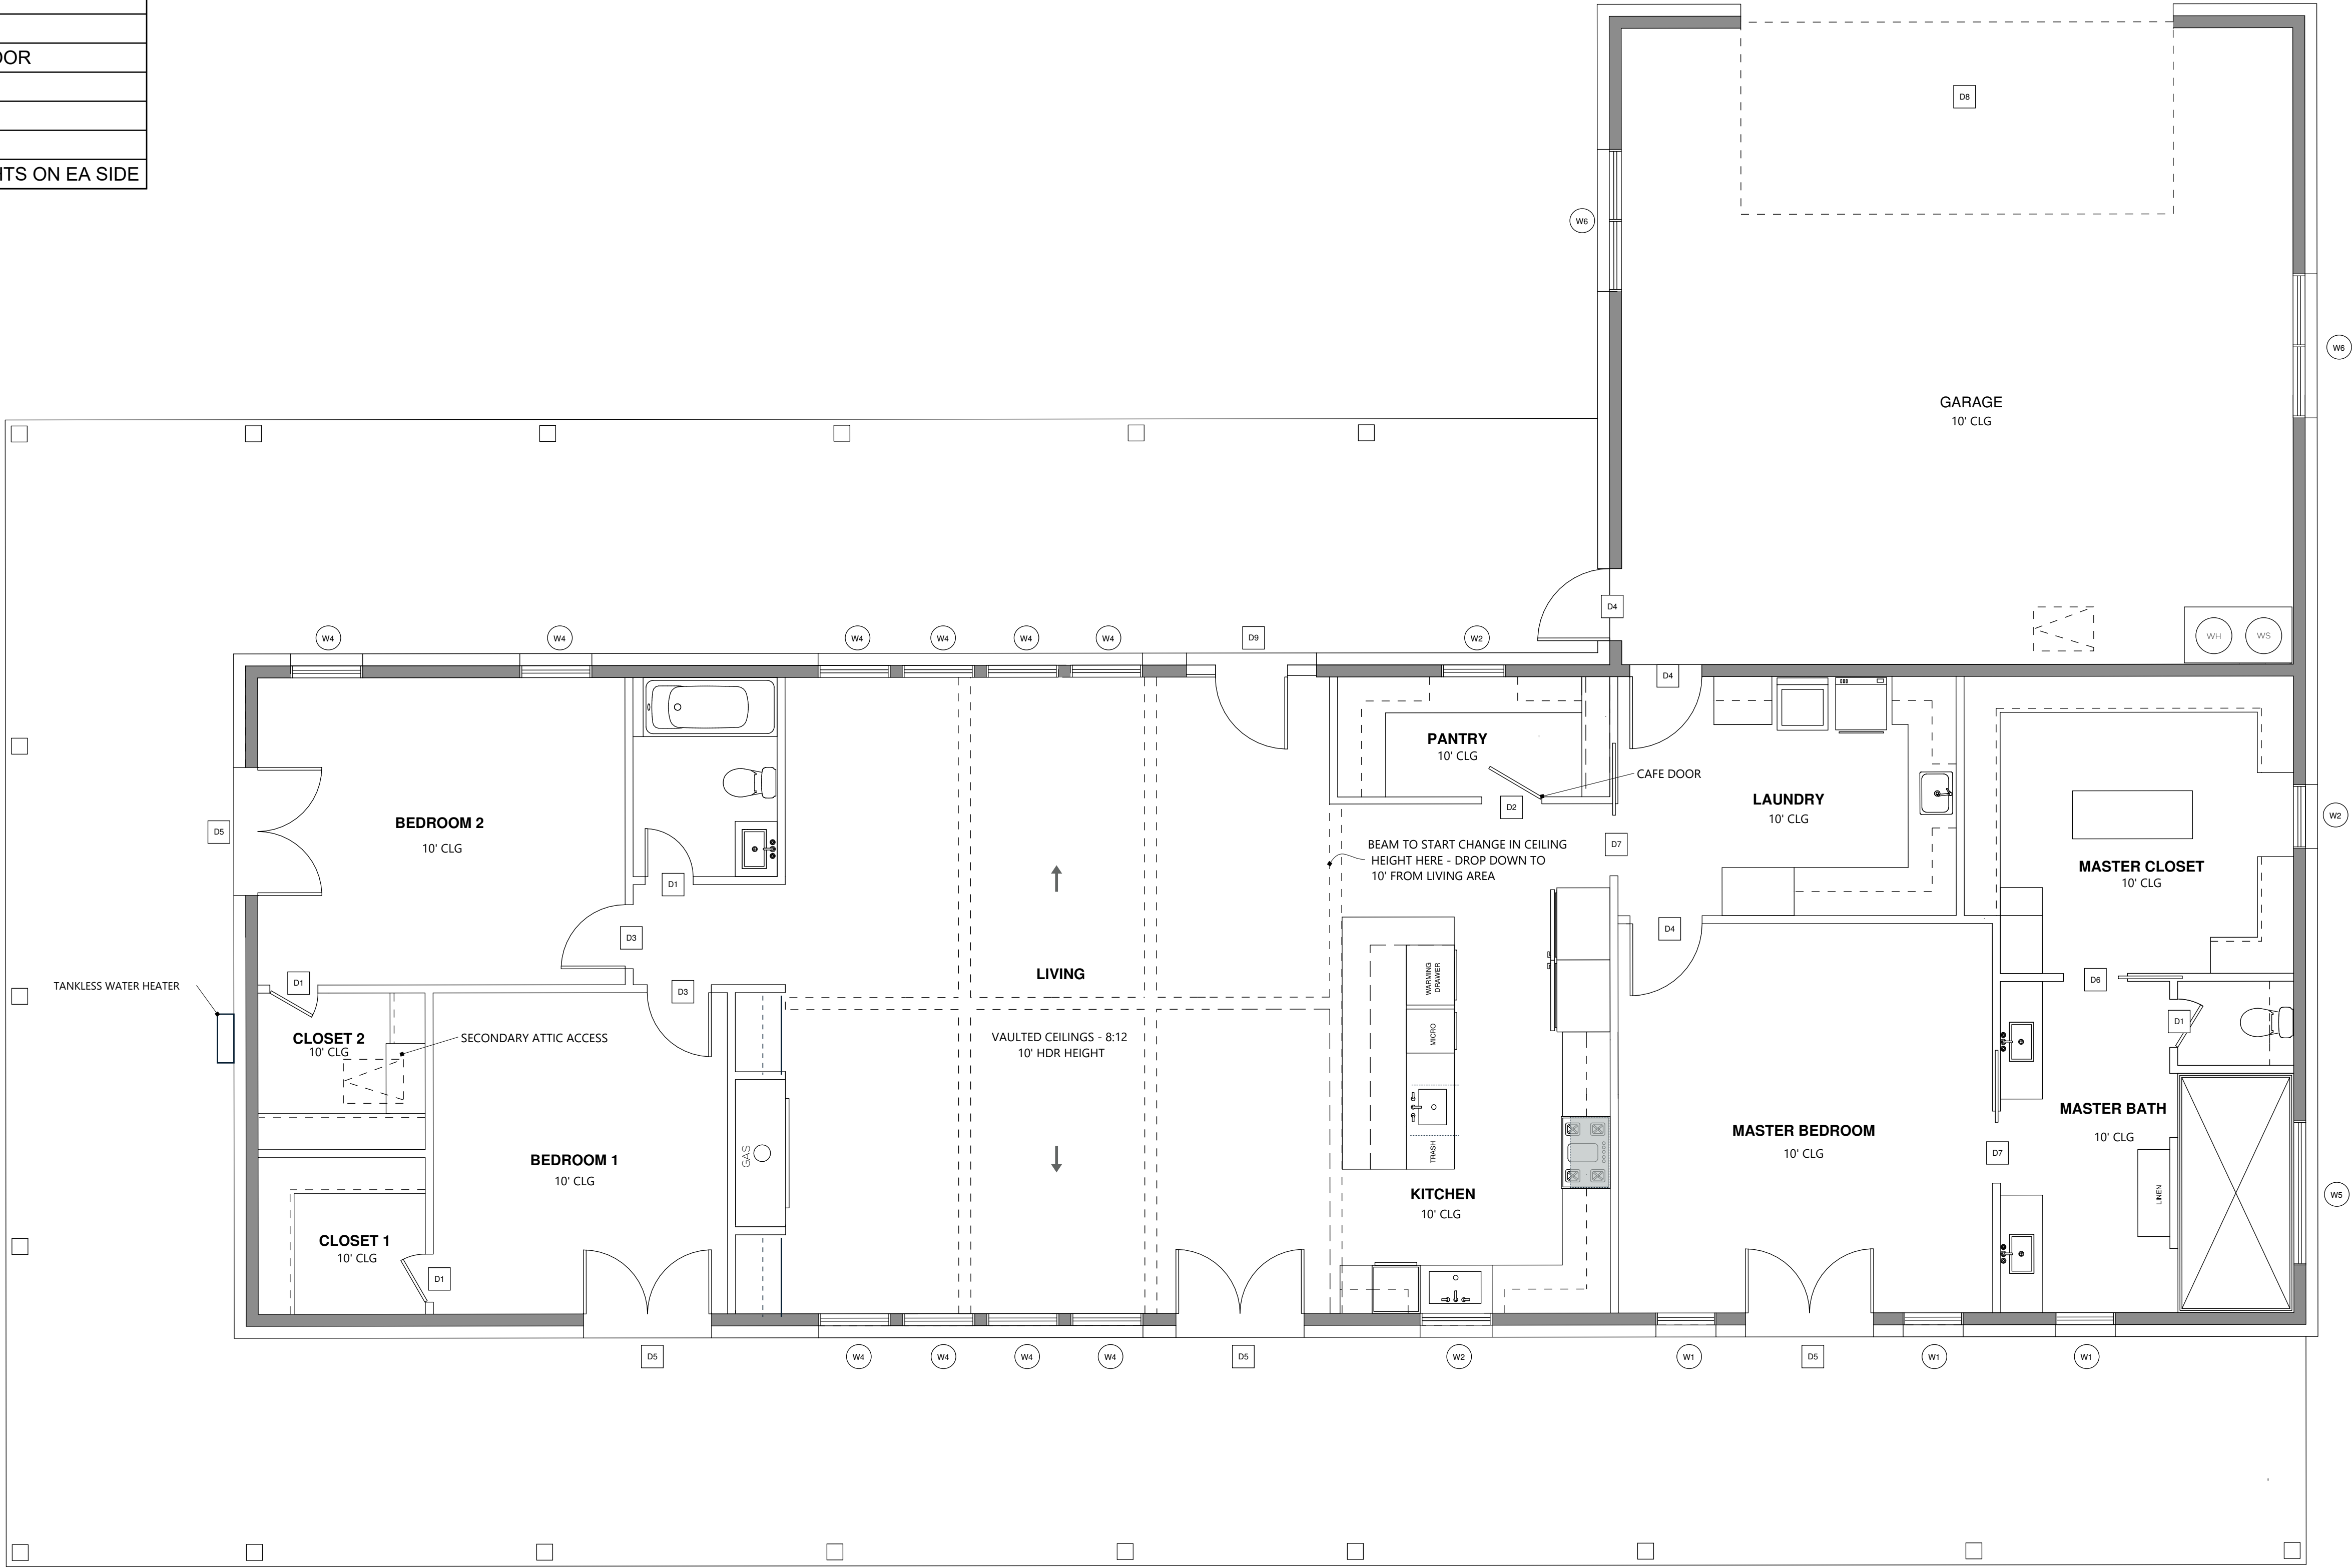 OOR
HTS ON EA SIDE
D8
W6
W6
GARAGE
10' CLG
D4
WH
WS
W4
W4
W4
W4
W4
W4
D9
W2
D4
PANTRY
10' CLG
CAFE DOOR
D2
LAUNDRY
10' CLG
W2
BEDROOM 2
10' CLG
D5
D1
D7
BEAM TO START CHANGE IN CEILING
HEIGHT HERE - DROP DOWN TO
10' FROM LIVING AREA
MASTER CLOSET
10' CLG
D3
D4
LIVING
WARMING
DRAWER
D6
TANKLESS WATER HEATER
D1
D3
CLOSET 2
10' CLG
SECONDARY ATTIC ACCESS
VAULTED CEILINGS - 8:12
10' HDR HEIGHT
MICRO
D1
MASTER BATH
10' CLG
MASTER BEDROOM
10' CLG
BEDROOM 1
10' CLG
GAS
TRASH
D7
KITCHEN
10' CLG
LINEN
W5
CLOSET 1
10' CLG
D1
D5
W4
W4
W4
W4
D5
W2
W1
D5
W1
W1